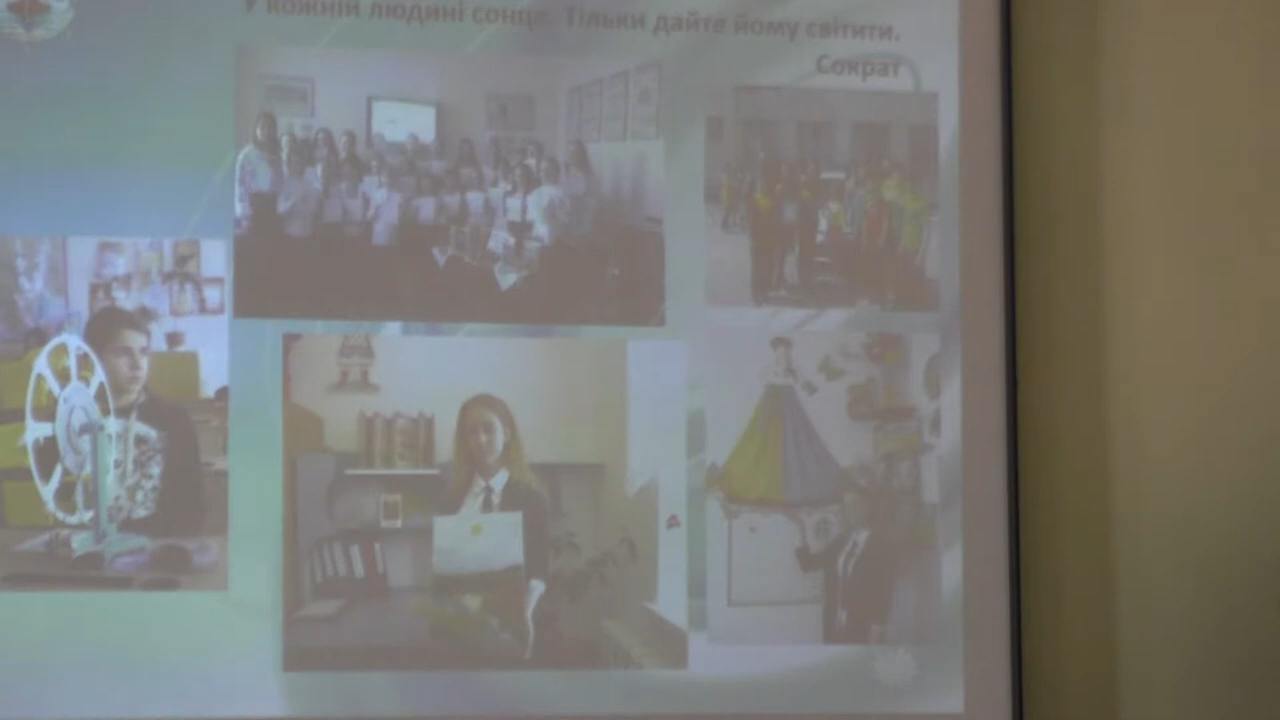 У кожній людині сонце. Тільки дайте йому світити.
Сократ